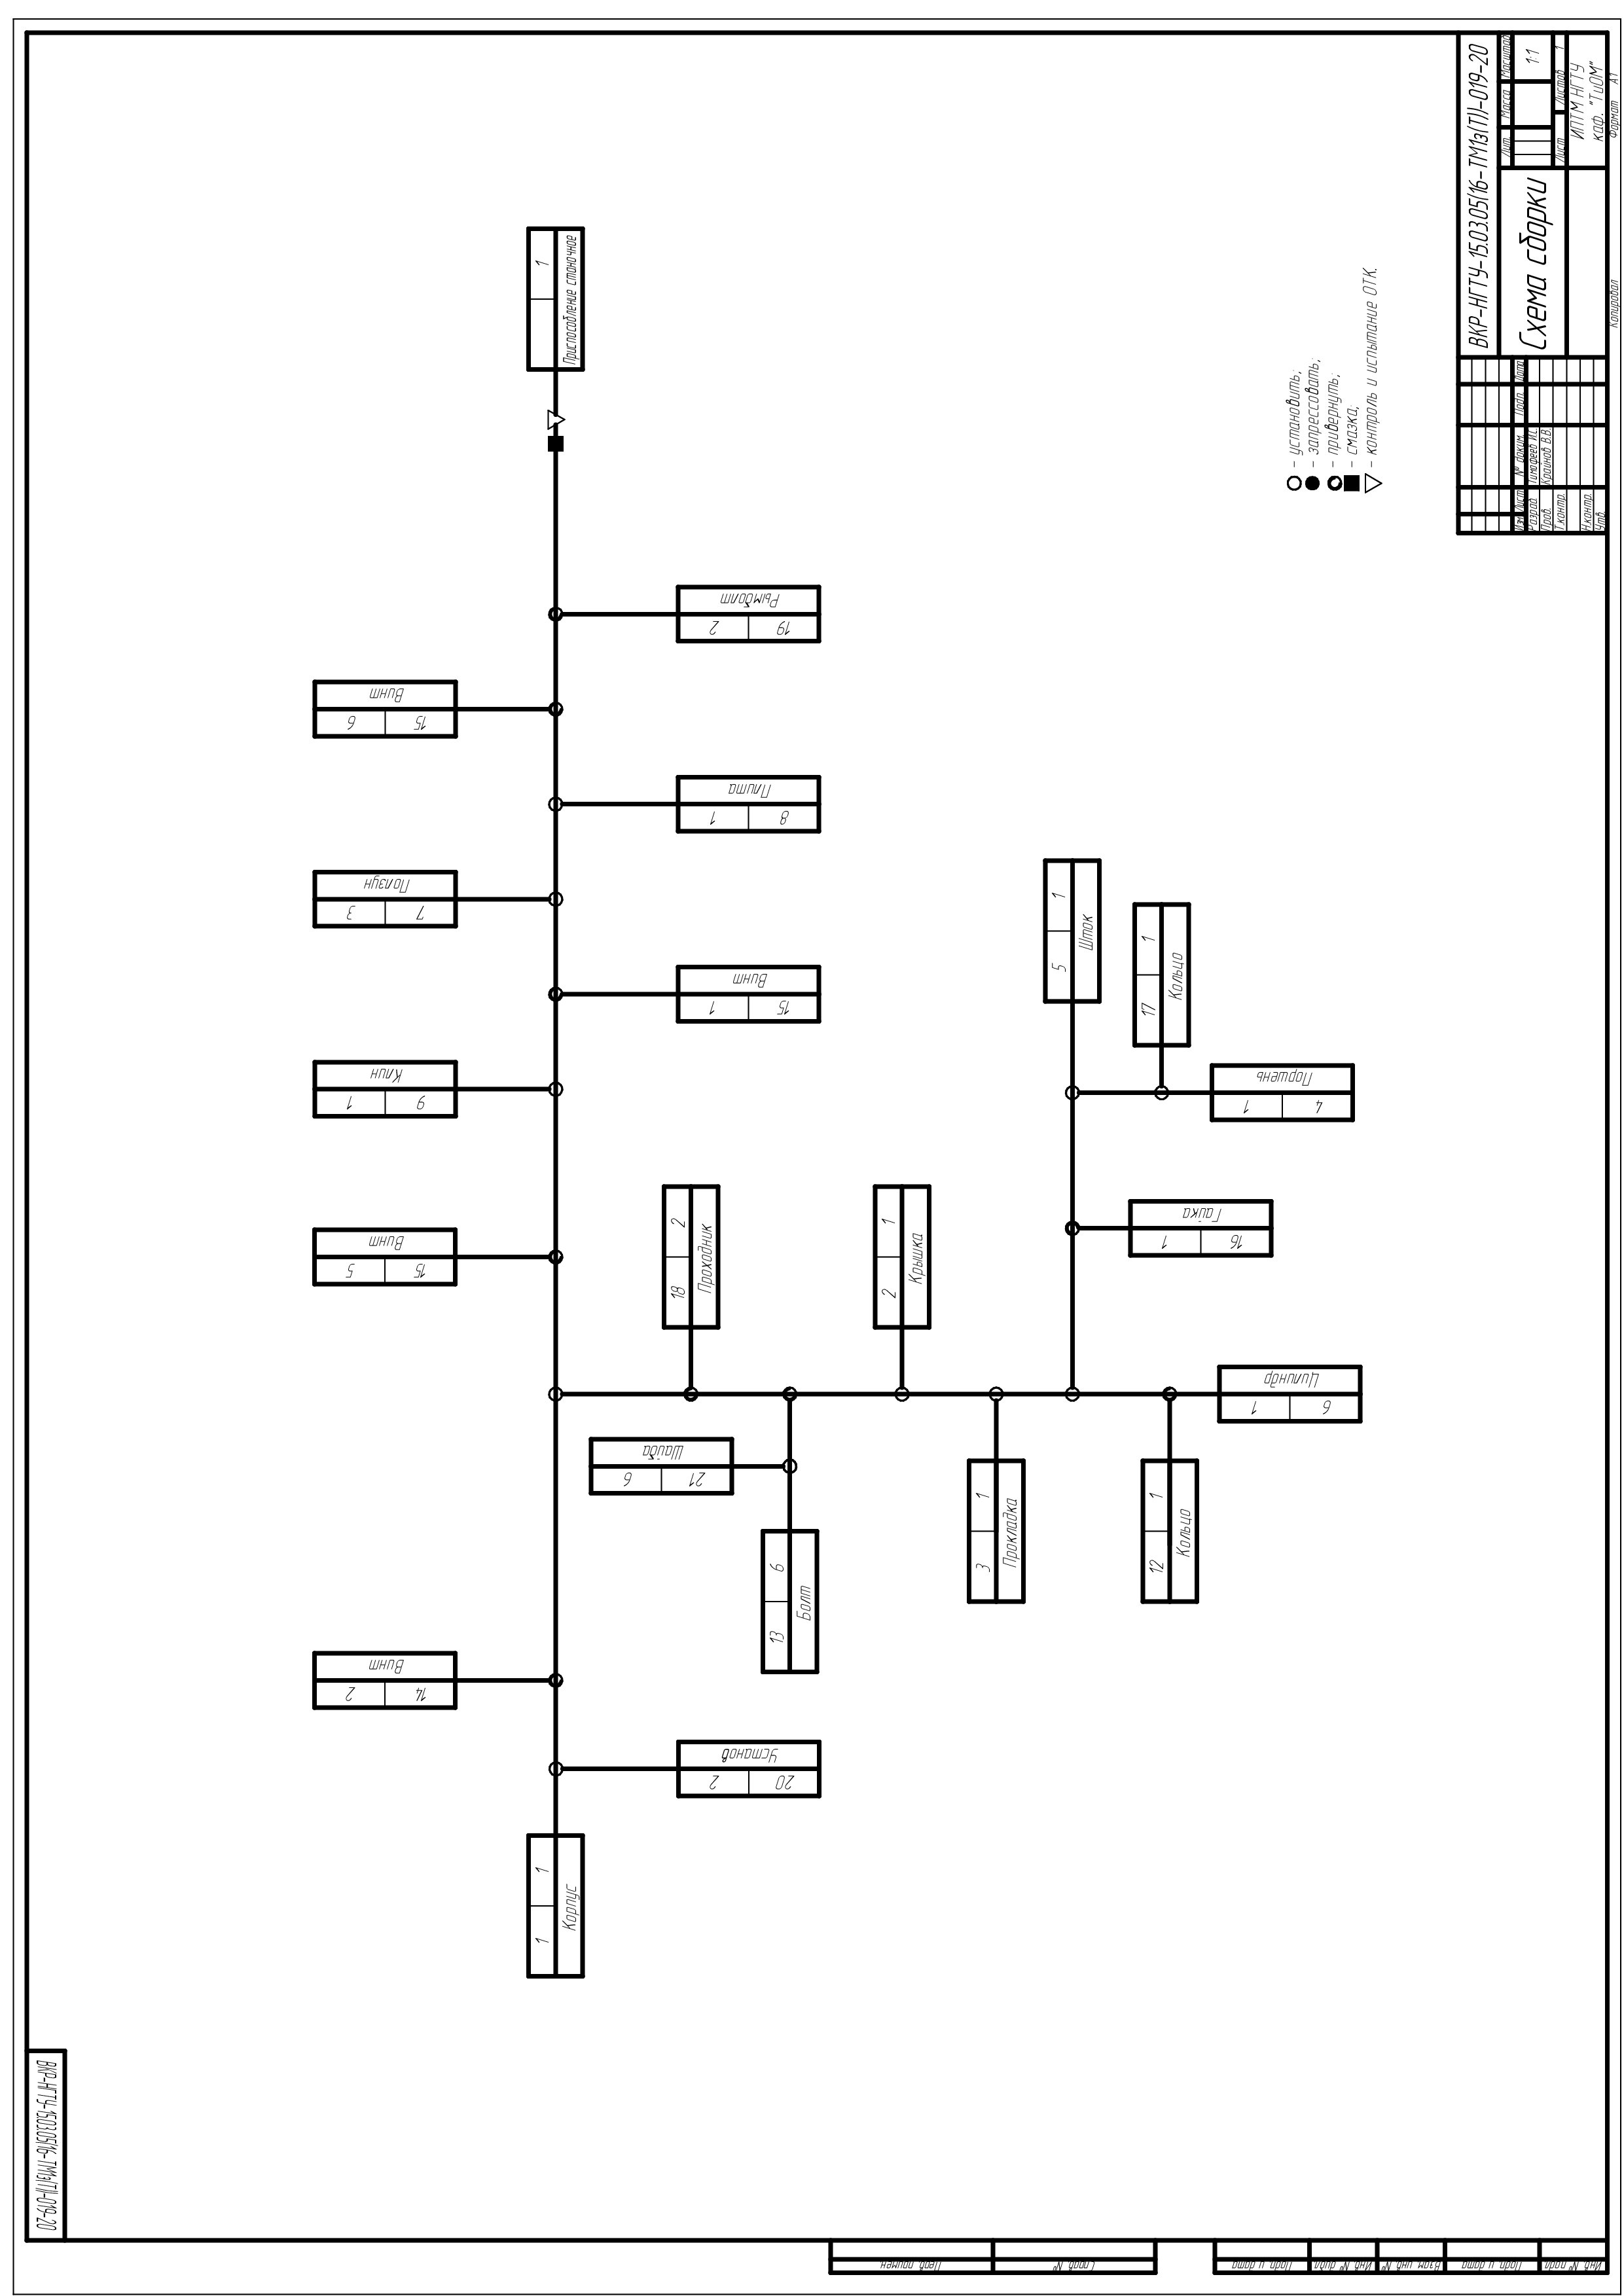 ВКР-НГТУ-15.03.05(16-ТМ1з(Т))-019-20
Корпус
1 1
Установ
20 2
Винт
14 2
Винт
15 5
Клин
9 1
Винт
15 1
Ползун
7 3
Плита
8 1
Винт
15 6
Рымболт
19 2
1
Приспособление станочное
18 2
Проходник
Шайба
21 6
13 6
Болт
2 1
Крышка
3 1
Прокладка
12 1
Кольцо
Цилиндр
6 1
Гайка
16 1
5 1
Шток
17 1
Кольцо
Поршень
4 1
- установить;
- запрессовать;
- привернуть;
- смазка;
- контроль и испытание ОТК.
ВКР-НГТУ-15.03.05(16-ТМ1з(Т))-019-20
Схема сборки
Лит. Масса Масштаб
1:1
Лист Листов 1
ИПТМ НГТУ
каф. "ТиОМ"
Изм. Лист № докум. Подп. Дата
Разраб. Тимофеев И.С.
Пров. Крайнов В.В.
Т.контр.
Н.контр.
Утв.
Копировал
Формат А1
Перв. примен.
Справ. №
Подп. и дата
Инв. № дубл.
Взам. инв. №
Подп. и дата
Инв. № подл.